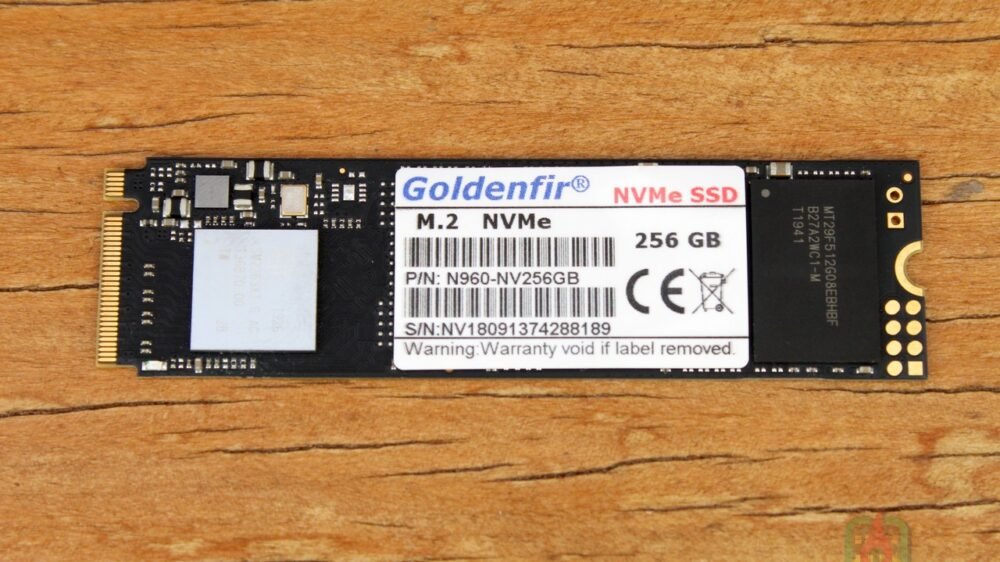 Goldenfir®
NVMe SSD
M.2 NVMe
256 GB
P/N: N960-NV256GB
CE
S/N:NV18091374288189
Warning:Warranty void if label removed.
MT29F512G08EBHBF
B27A2WC1-M
T1941